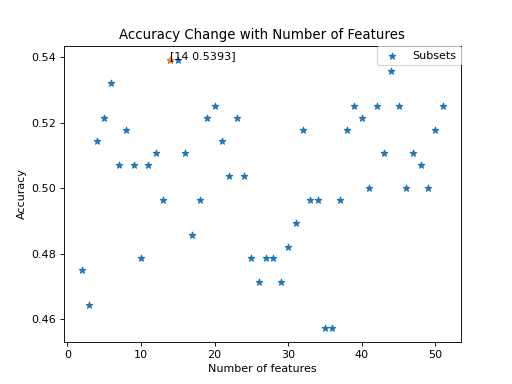 Accuracy Change with Number of Features
[14 0.5393]
Subsets
0.54
0.52
0.50
0.48
0.46
Accuracy
0 10 20 30 40 50
Number of features